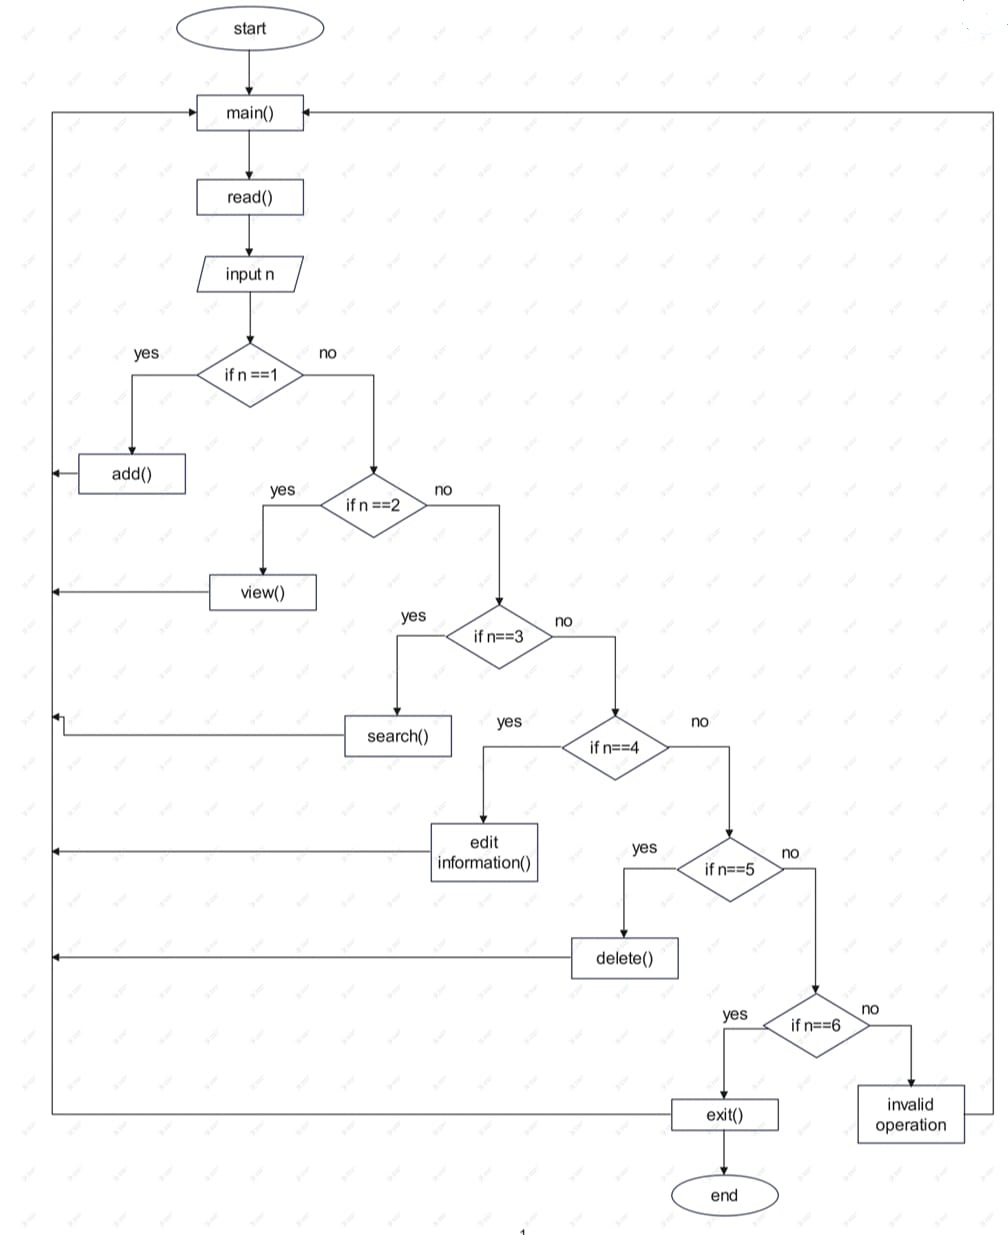 start
main()
read()
input n
yes
no
if n ==1
add()
yes
no
if n ==2
view()
yes
no
if n==3
search()
yes
no
if n==4
edit
information()
yes
no
if n==5
delete()
yes
no
if n==6
exit()
invalid
operation
end